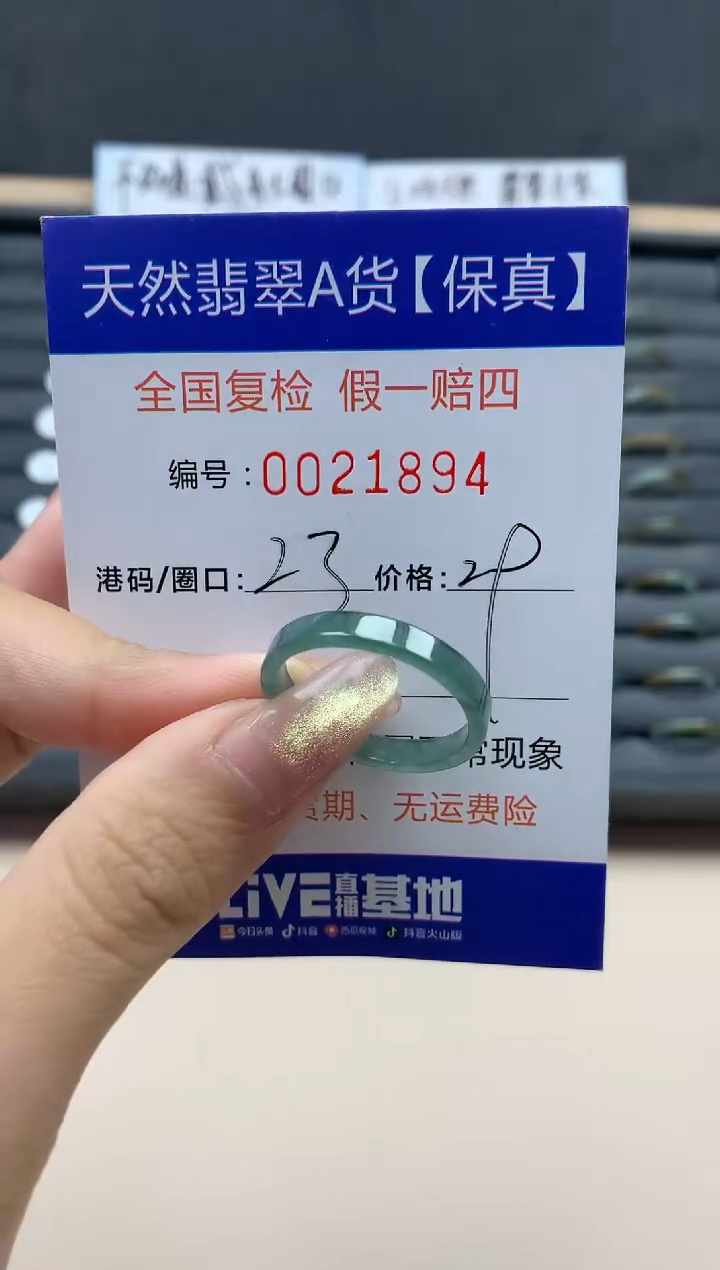 天然翡翠A货【保真】
全国复检 假一赔四
编号：0021894
港码/圈口：23 价格：29
常现象
期、无运费险
LIVE直播基地
今日头条 抖音 西瓜视频 抖音火山版